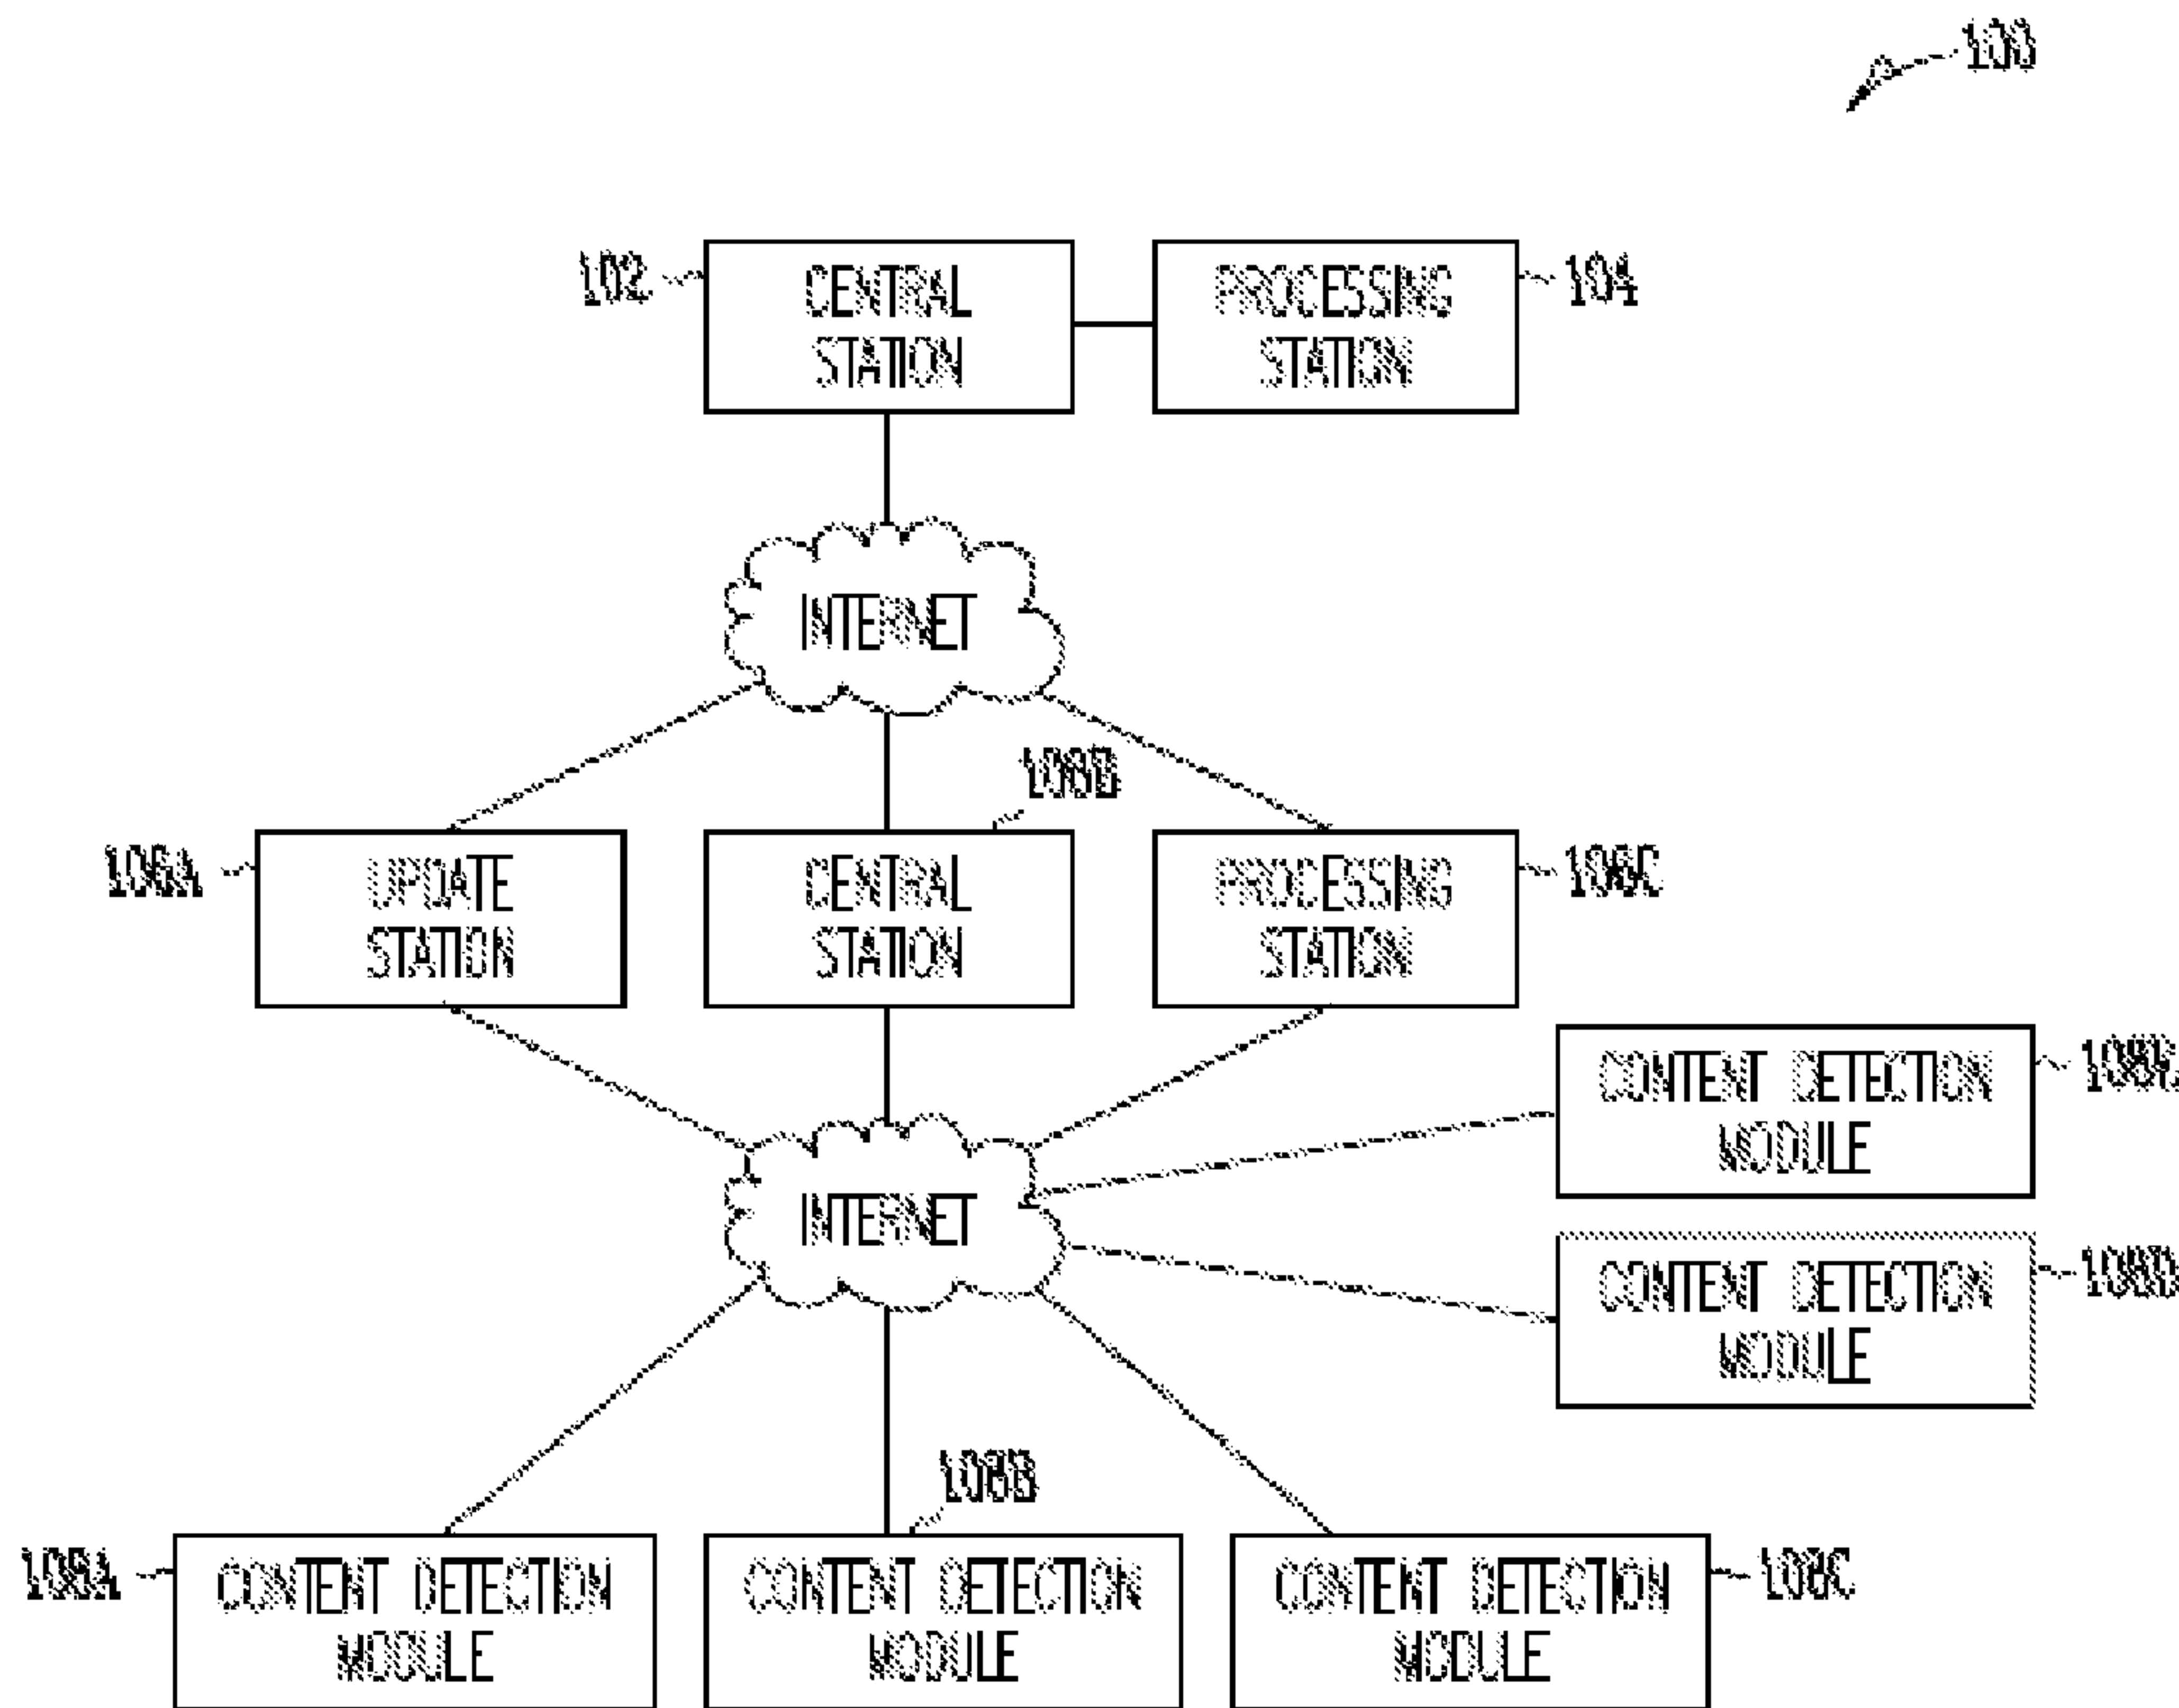 100
102
CENTRAL
STATION
PROCESSING
STATION
104
INTERNET
106A
UPDATE
STATION
CENTRAL
STATION
PROCESSING
STATION
106C
CONTENT DETECTION
MODULE
INTERNET
CONTENT DETECTION
MODULE
108D
108B
108A
CONTENT DETECTION
MODULE
CONTENT DETECTION
MODULE
CONTENT DETECTION
MODULE
108C